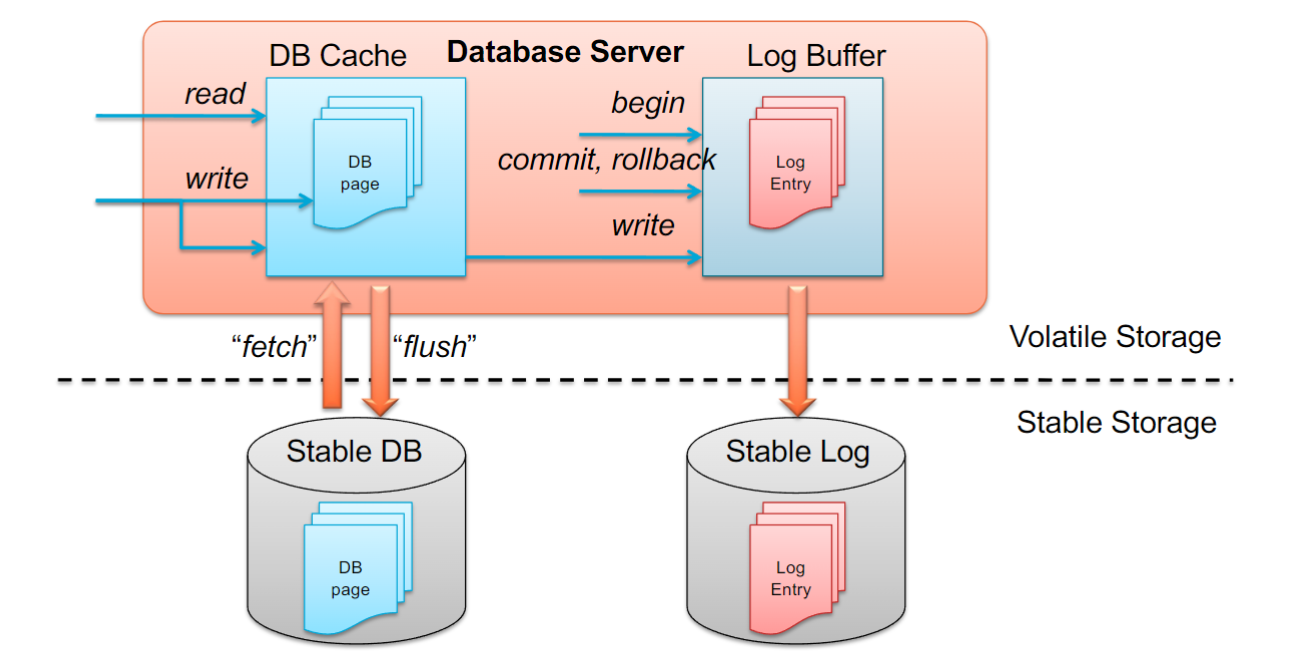 DB Cache
Database Server
Log Buffer
read
begin
DB
page
commit, rollback
Log
Entry
write
write
“fetch”
“flush”
Volatile Storage
Stable Storage
Stable DB
Stable Log
DB
page
Log
Entry